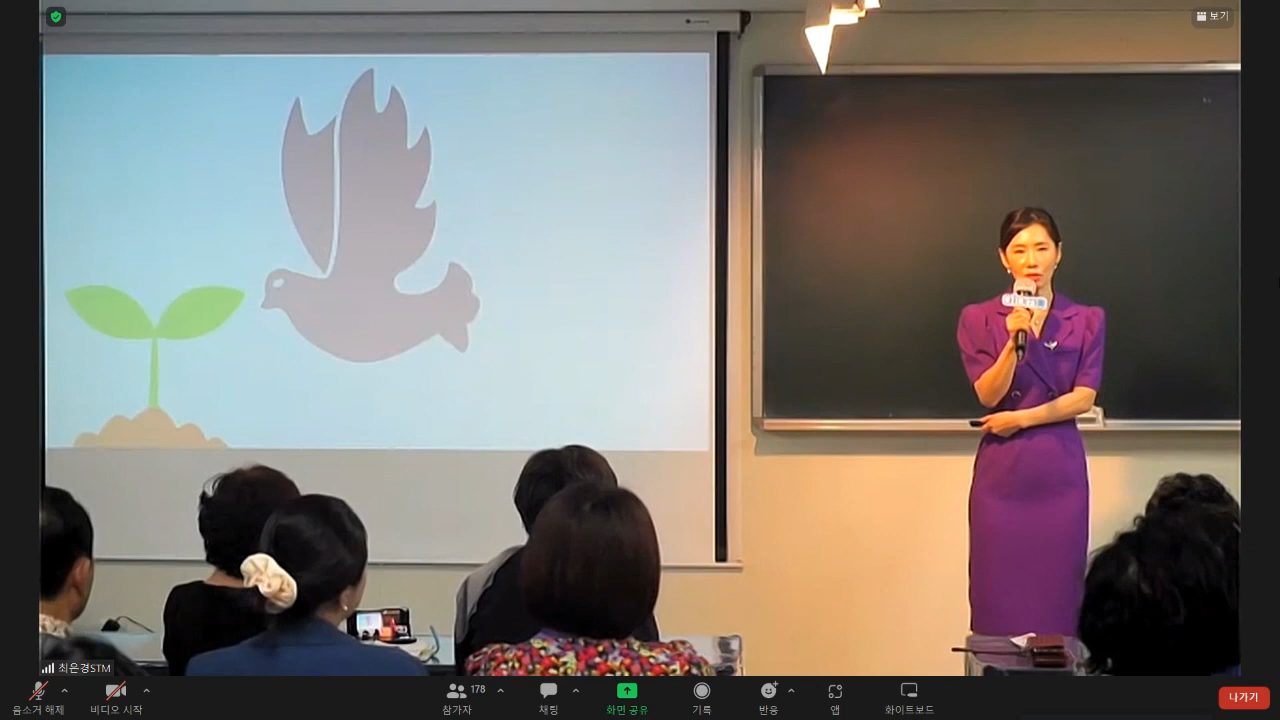 보기
최은경STM
음소거 해제
비디오 시작
178
참가자
채팅
화면 공유
기록
반응
앱
화이트보드
나가기